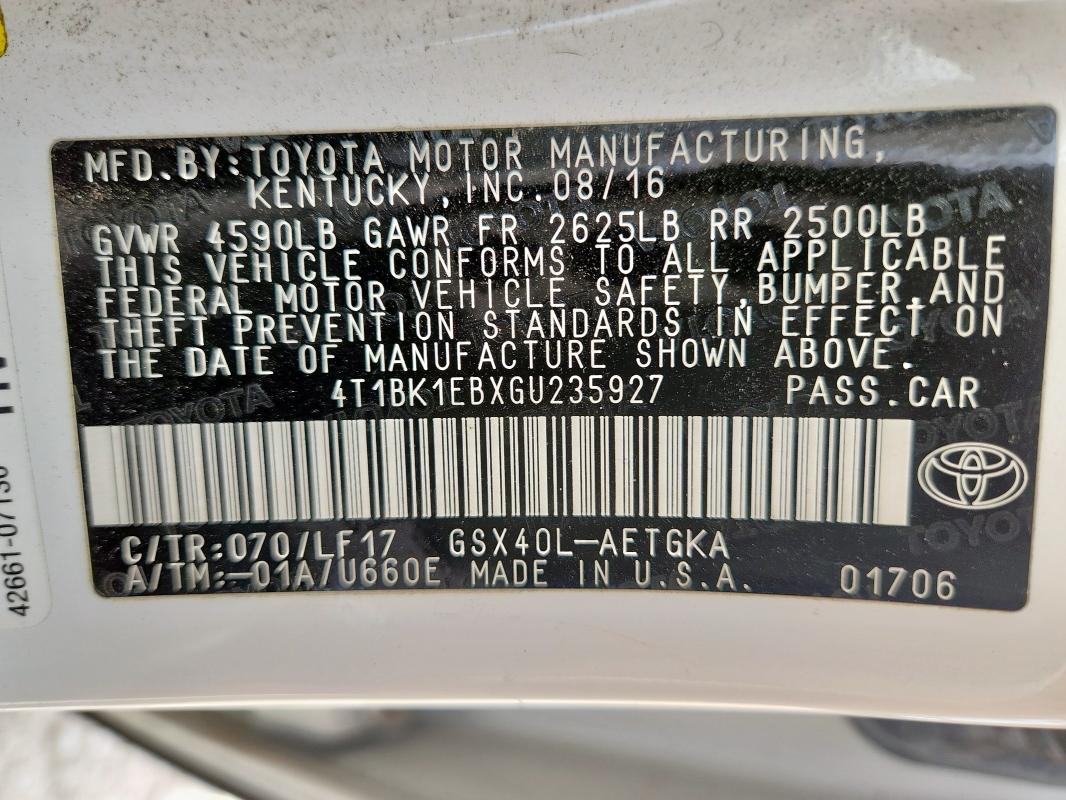 MFD. BY: TOYOTA MOTOR MANUFACTURING,
KENTUCKY, INC. 08/16
GVWR 4590LB GAWR FR 2625LB RR 2500LB
THIS VEHICLE CONFORMS TO ALL APPLICABLE
FEDERAL MOTOR VEHICLE SAFETY, BUMPER, AND
THEFT PREVENTION STANDARDS IN EFFECT ON
THE DATE OF MANUFACTURE SHOWN ABOVE.
4T1BK1EBXGU235927 PASS.CAR
C/TR:070/LF17 GSX40L-AETGKA
A/TM:-01A/U660E MADE IN U.S.A. 01706